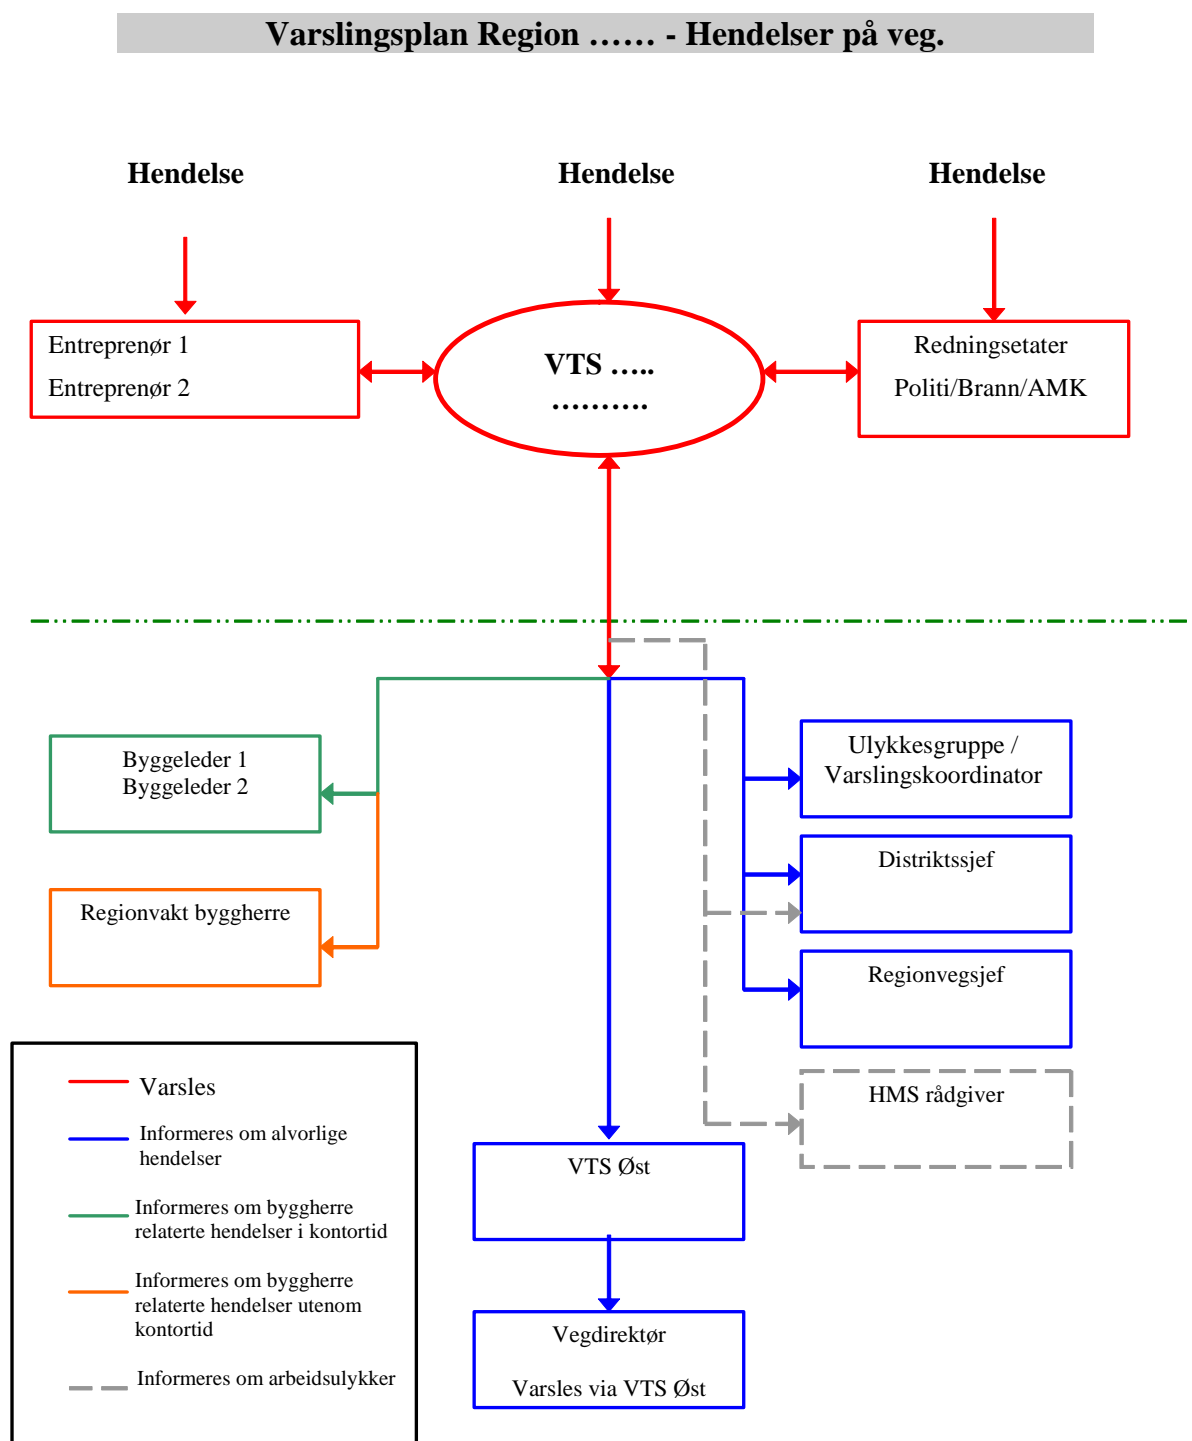 Varslingsplan Region …… - Hendelser på veg.
Hendelse
Hendelse
Hendelse
Entreprenør 1
Entreprenør 2
VTS …..
……….
Redningsetater
Politi/Brann/AMK
Byggeleder 1
Byggeleder 2
Regionvakt byggherre
Ulykkesgruppe /
Varslingskoordinator
Distriktssjef
Regionvegsjef
HMS rådgiver
VTS Øst
Vegdirektør
Varsles via VTS Øst
Varsles
Informeres om alvorlige
hendelser
Informeres om byggherre
relaterte hendelser i kontortid
Informeres om byggherre
relaterte hendelser utenom
kontortid
Informeres om arbeidsulykker